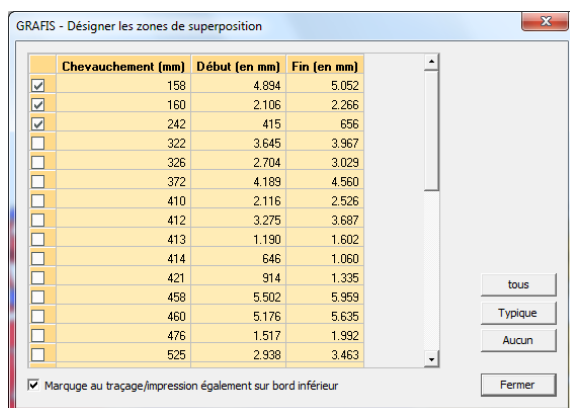 GRAFIS - Désigner les zones de superposition
Chevauchement (mm) Début (en mm) Fin (en mm)
158 4.894 5.052
160 2.106 2.266
242 415 656
322 3.645 3.967
326 2.704 3.029
372 4.189 4.560
410 2.116 2.526
412 3.275 3.687
413 1.190 1.602
414 646 1.060
421 914 1.335
458 5.502 5.959
460 5.176 5.635
476 1.517 1.992
525 2.938 3.463
tous
Typique
Aucun
Marquge au traçage/impression également sur bord inférieur
Fermer